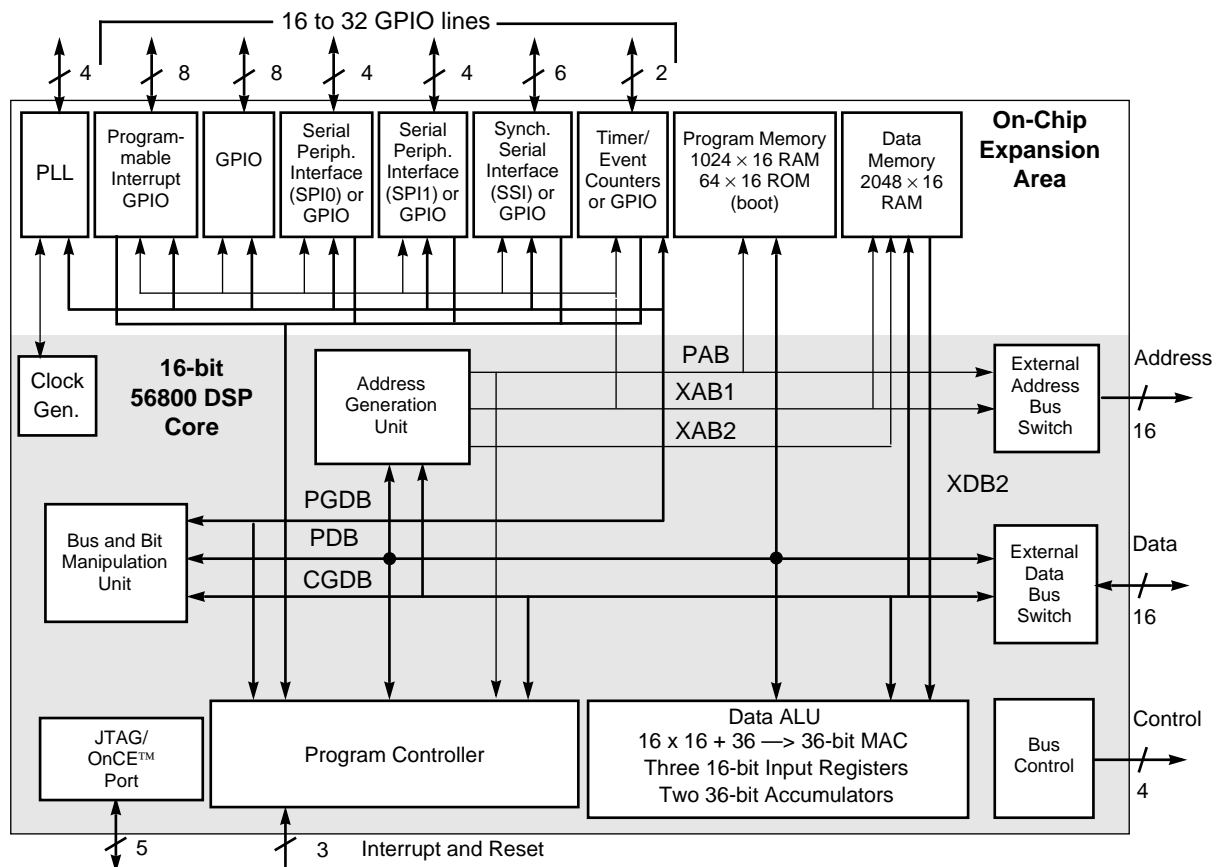 16 to 32 GPIO lines
4
8
8
4
4
6
2
PLL
Program-
mable
Interrupt
GPIO
GPIO
Serial
Periph.
Interface
(SPI0) or
GPIO
Serial
Periph.
Interface
(SPI1) or
GPIO
Synch.
Serial
Interface
(SSI) or
GPIO
Timer/
Event
Counters
or GPIO
Program Memory
1024 × 16 RAM
64 × 16 ROM
(boot)
Data
Memory
2048 × 16
RAM
On-Chip
Expansion
Area
Clock
Gen.
16-bit
56800 DSP
Core
Address
Generation
Unit
PAB
XAB1
XAB2
External
Address
Bus
Switch
Address
16
XDB2
PGDB
PDB
CGDB
Bus and Bit
Manipulation
Unit
External
Data
Bus
Switch
Data
16
JTAG/
OnCE™
Port
Program Controller
Data ALU
16 x 16 + 36 —> 36-bit MAC
Three 16-bit Input Registers
Two 36-bit Accumulators
Bus
Control
Control
4
5
3
Interrupt and Reset